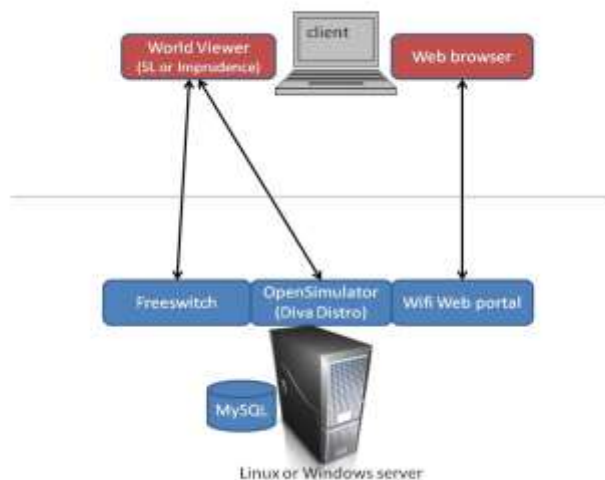 client
World Viewer
(SL or Imprudence)
Web browser
Freeswitch
OpenSimulator
(Diva Distro)
Wifi Web portal
MySQL
Linux or Windows server